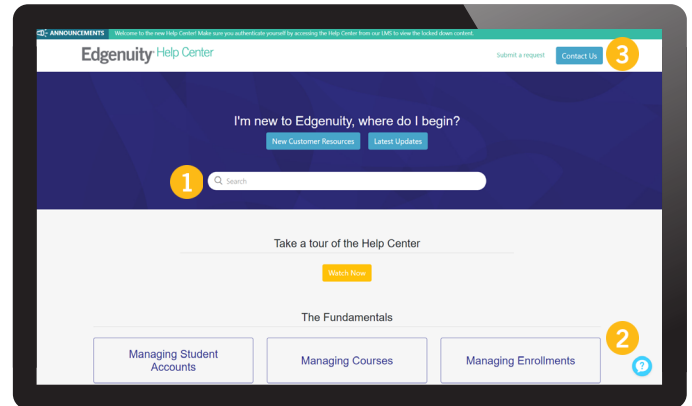 ANNOUNCEMENTS Welcome to the new Help Center! Make sure you authenticate yourself by accessing the Help Center from our LMS to view the locked down content.
Edgenuity Help Center
Submit a request Contact Us 3
I'm new to Edgenuity, where do I begin?
New Customer Resources Latest Updates
1 Search
Take a tour of the Help Center
Watch Now
The Fundamentals
2
Managing Student Accounts
Managing Courses
Managing Enrollments
?